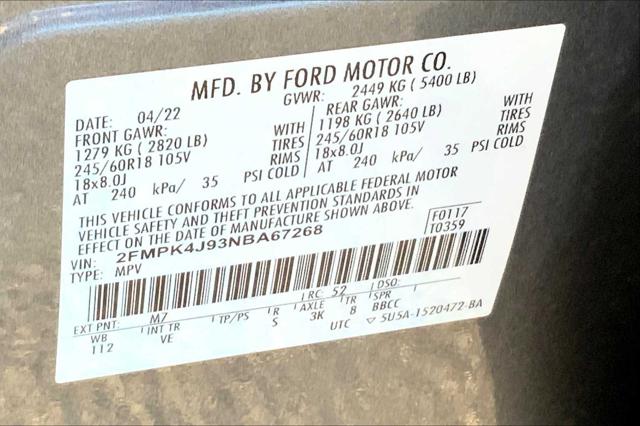 MFD. BY FORD MOTOR CO.
DATE: 04/22 GVWR: 2449 KG ( 5400 LB)
FRONT GAWR: WITH REAR GAWR: WITH
1279 KG ( 2820 LB) TIRES 1198 KG ( 2640 LB) TIRES
245/60R18 105V RIMS 245/60R18 105V RIMS
18x8.0J 18x8.0J
AT 240 kPa/ 35 PSI COLD AT 240 kPa/ 35 PSI COLD
THIS VEHICLE CONFORMS TO ALL APPLICABLE FEDERAL MOTOR
VEHICLE SAFETY AND THEFT PREVENTION STANDARDS IN
EFFECT ON THE DATE OF MANUFACTURE SHOWN ABOVE.
VIN: 2FMPK4J93NBA67268 F0117
TYPE: MPV T0359
EXT PNT: M7 RC: 52 DSO:
WB INT TR TP/PS R AXLE TR SPR
112 VE S 3K B BBCC
UTC ▽ 5U5A-1520472-BA